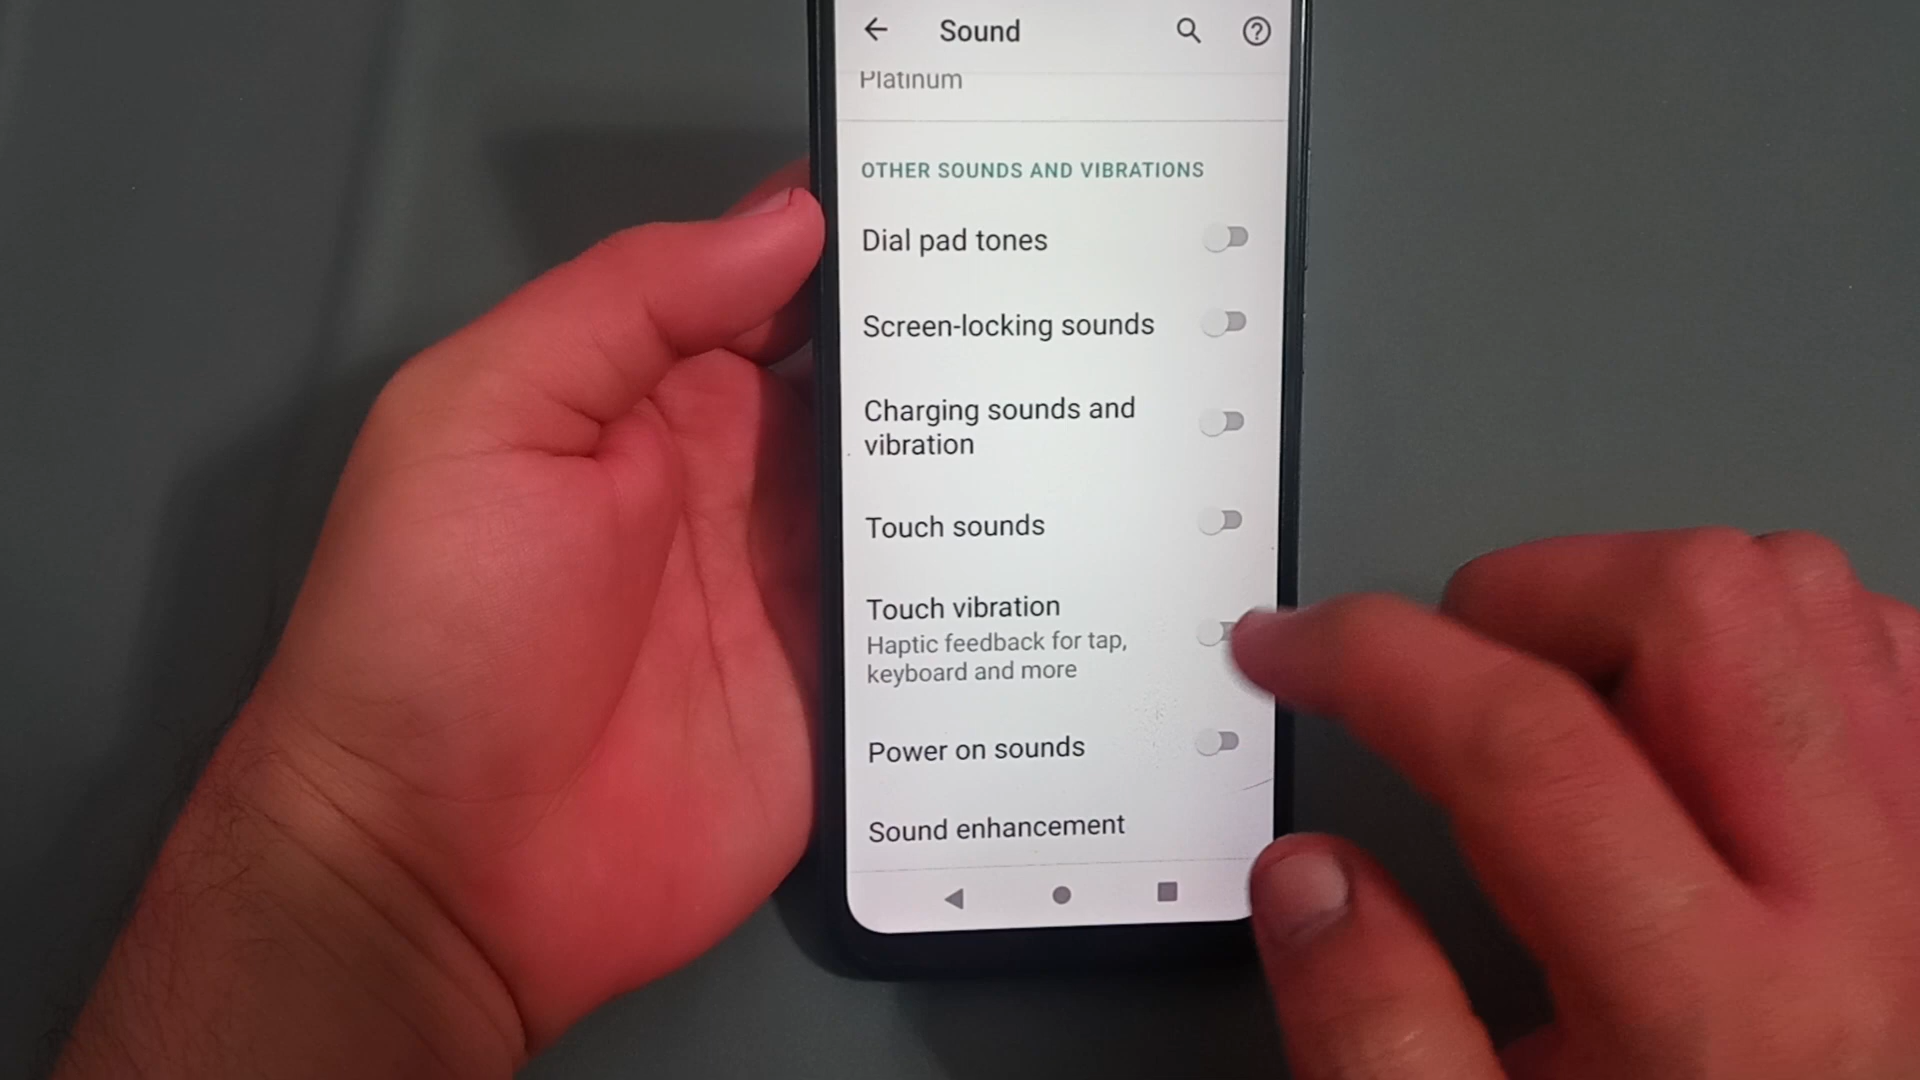 Sound
Platinum
OTHER SOUNDS AND VIBRATIONS
Dial pad tones
Screen-locking sounds
Charging sounds and
vibration
Touch sounds
Touch vibration
Haptic feedback for tap,
keyboard and more
Power on sounds
Sound enhancement